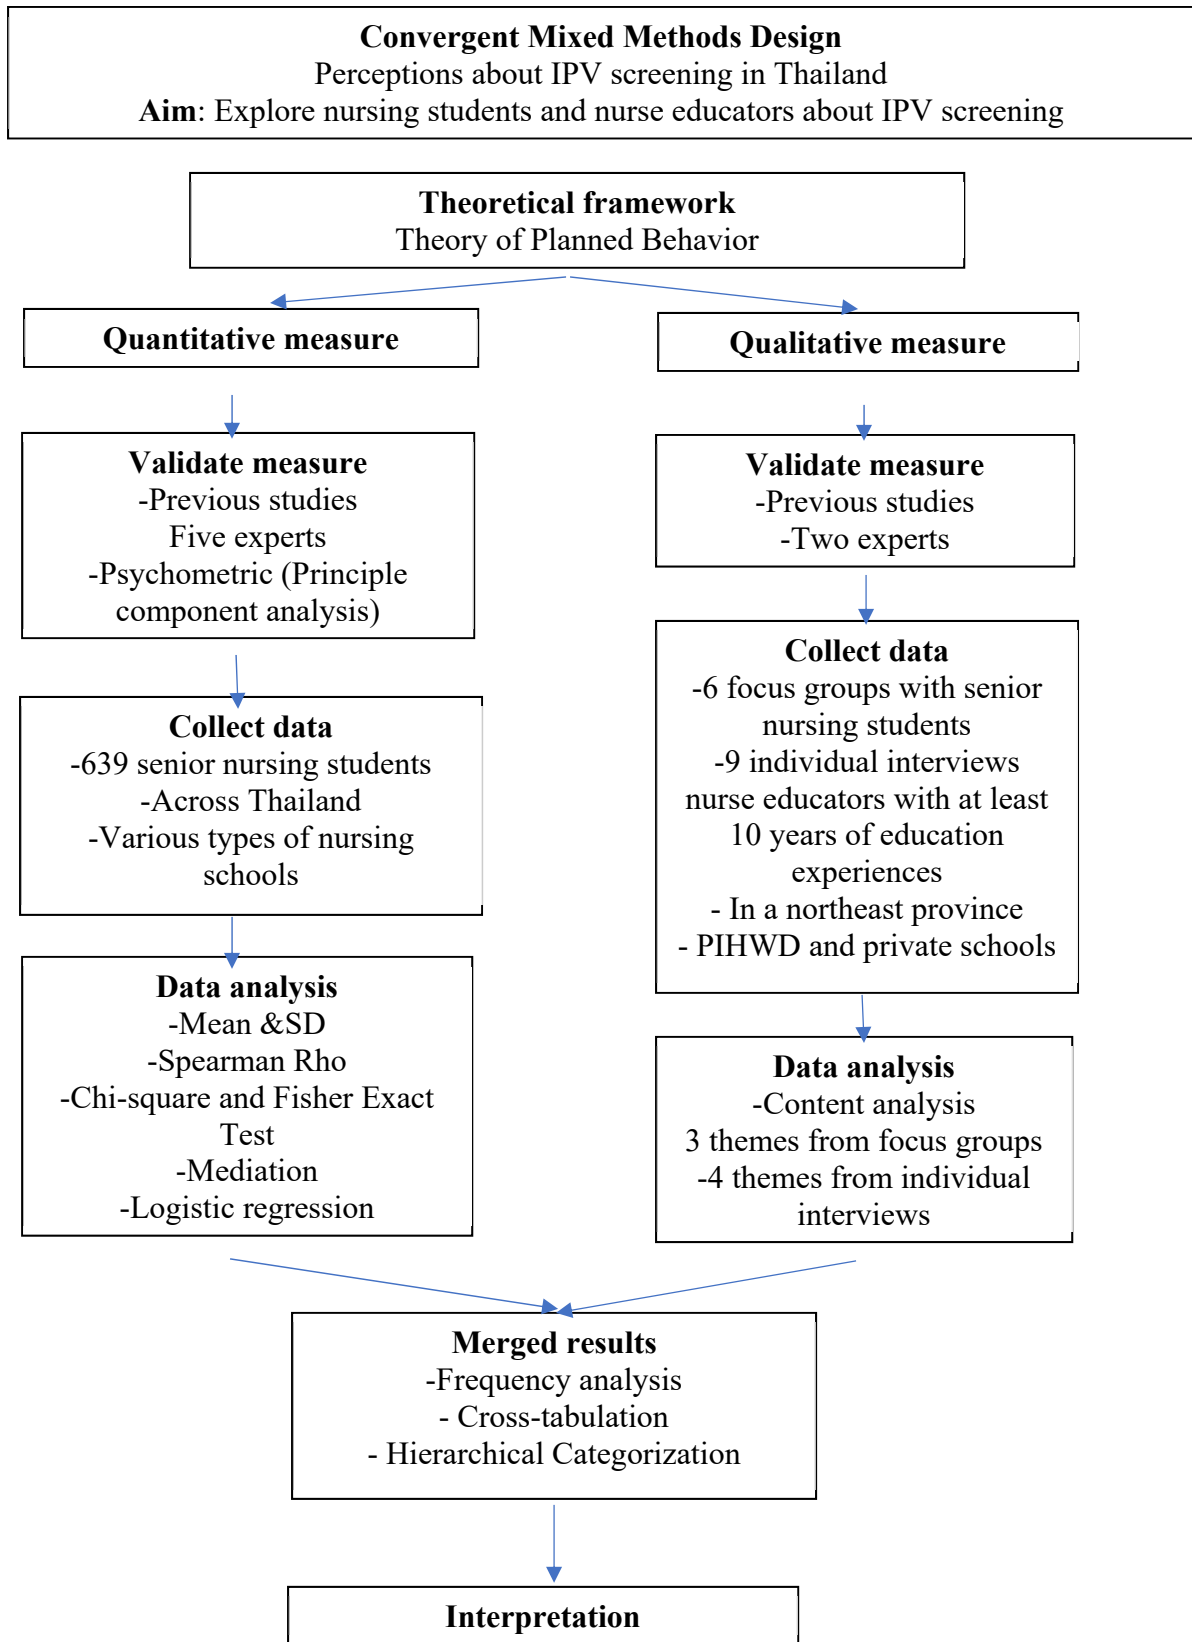 Convergent Mixed Methods Design
Perceptions about IPV screening in Thailand
Aim: Explore nursing students and nurse educators about IPV screening
Theoretical framework
Theory of Planned Behavior
Quantitative measure
Qualitative measure
Validate measure
-Previous studies
Five experts
-Psychometric (Principle
component analysis)
Validate measure
-Previous studies
-Two experts
Collect data
-639 senior nursing students
-Across Thailand
-Various types of nursing
schools
Collect data
-6 focus groups with senior
nursing students
-9 individual interviews
nurse educators with at least
10 years of education
experiences
- In a northeast province
- PIHWD and private schools
Data analysis
-Mean &SD
-Spearman Rho
-Chi-square and Fisher Exact
Test
-Mediation
-Logistic regression
Data analysis
-Content analysis
3 themes from focus groups
-4 themes from individual
interviews
Merged results
-Frequency analysis
- Cross-tabulation
- Hierarchical Categorization
Interpretation